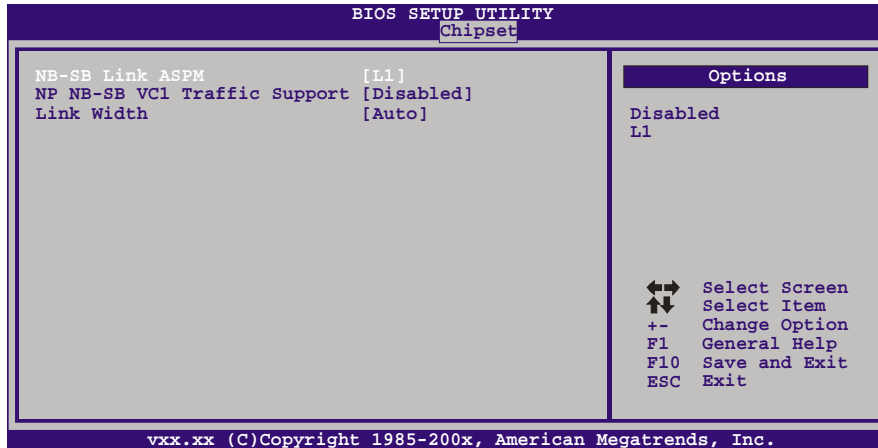 BIOS SETUP UTILITY
Chipset
NB-SB Link ASPM [L1]
NP NB-SB VC1 Traffic Support [Disabled]
Link Width [Auto]
Options
Disabled
L1
Select Screen
Select Item
+- Change Option
F1 General Help
F10 Save and Exit
ESC Exit
vxx.xx (C)Copyright 1985-200x, American Megatrends, Inc.